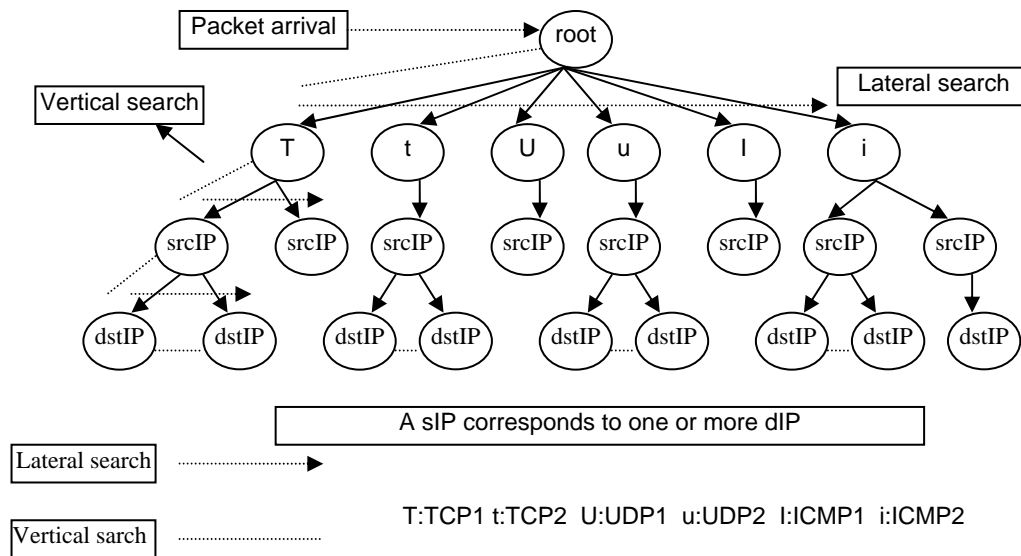 Packet arrival
root
Lateral search
Vertical search
T t U u I i
srcIP srcIP srcIP srcIP srcIP srcIP srcIP srcIP
dstIP dstIP dstIP dstIP dstIP dstIP dstIP dstIP dstIP
A sIP corresponds to one or more dIP
Lateral search
T:TCP1 t:TCP2 U:UDP1 u:UDP2 I:ICMP1 i:ICMP2
Vertical sarch